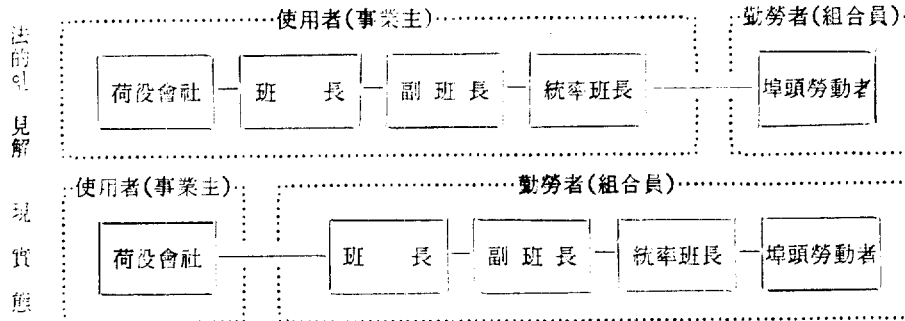 使用者(事業主) 勤勞者(組合員)
法的인 見解
荷役會社 班 長 副 班 長 統率班長 埠頭勞動者
使用者(事業主) 勤勞者(組合員)
現 實 態
荷役會社 班 長 副 班 長 統率班長 埠頭勞動者